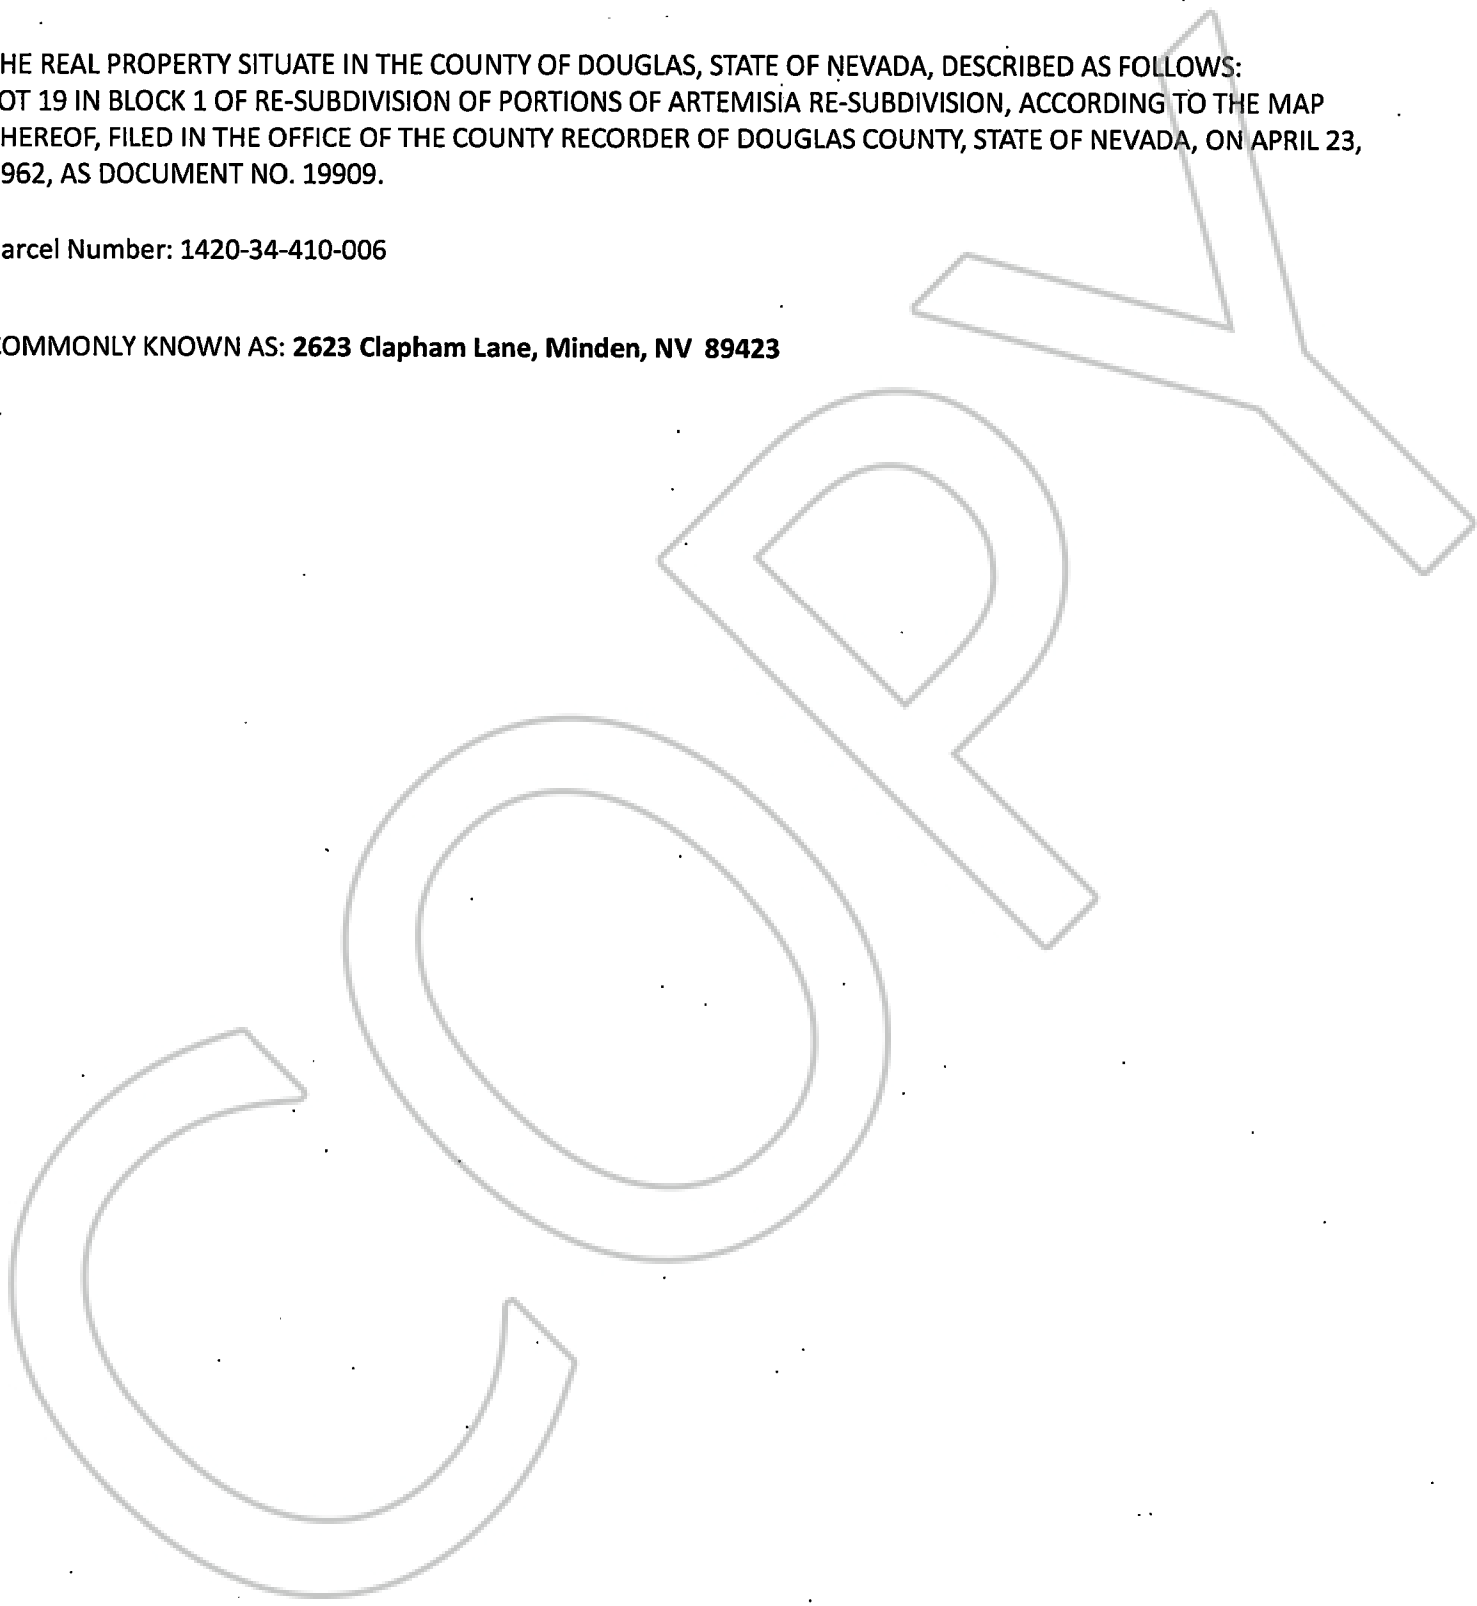 HE REAL PROPERTY SITUATE IN THE COUNTY OF DOUGLAS, STATE OF NEVADA, DESCRIBED AS FOLLOWS:
OT 19 IN BLOCK 1 OF RE-SUBDIVISION OF PORTIONS OF ARTEMISIA RE-SUBDIVISION, ACCORDING TO THE MAP
HEREOF, FILED IN THE OFFICE OF THE COUNTY RECORDER OF DOUGLAS COUNTY, STATE OF NEVADA, ON APRIL 23,
962, AS DOCUMENT NO. 19909.
arcel Number: 1420-34-410-006
COMMONLY KNOWN AS: 2623 Clapham Lane, Minden, NV 89423
COPY